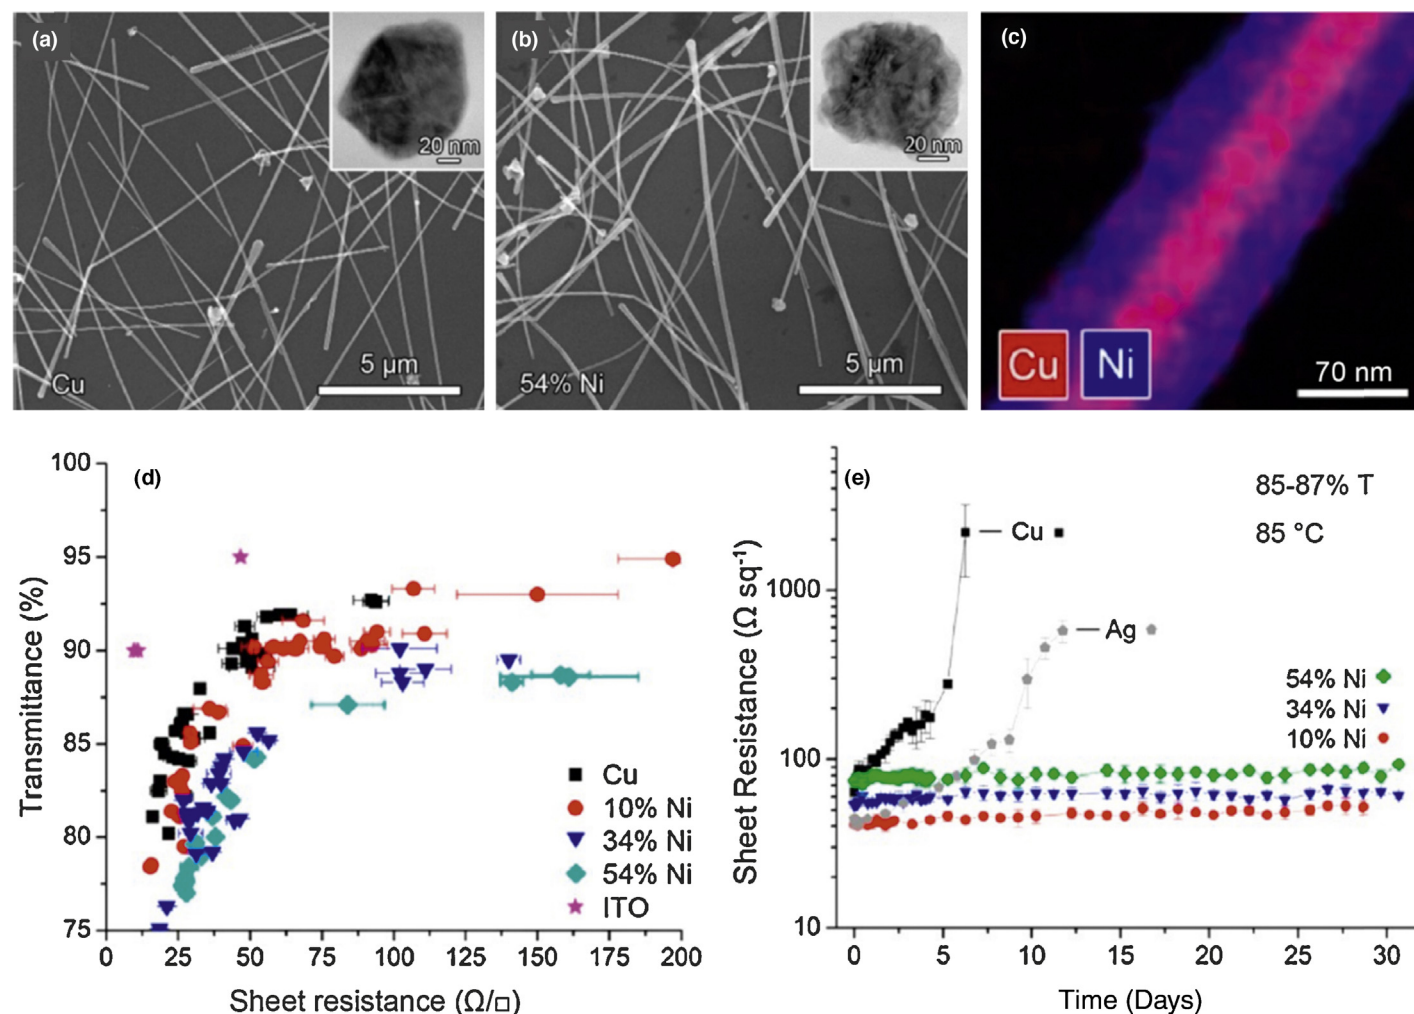 (a)
20 nm
5 µm
Cu
(b)
20 nm
5 µm
54% Ni
(c)
Cu
Ni
70 nm
(d)
100
95
90
85
80
75
Transmittance (%)
0 25 50 75 100 125 150 175 200
Sheet resistance (Ω/□)
Cu
10% Ni
34% Ni
54% Ni
ITO
(e)
85-87% T
85 °C
Cu
Ag
54% Ni
34% Ni
10% Ni
1000
100
10
Sheet Resistance (Ω sq⁻¹)
0 5 10 15 20 25 30
Time (Days)